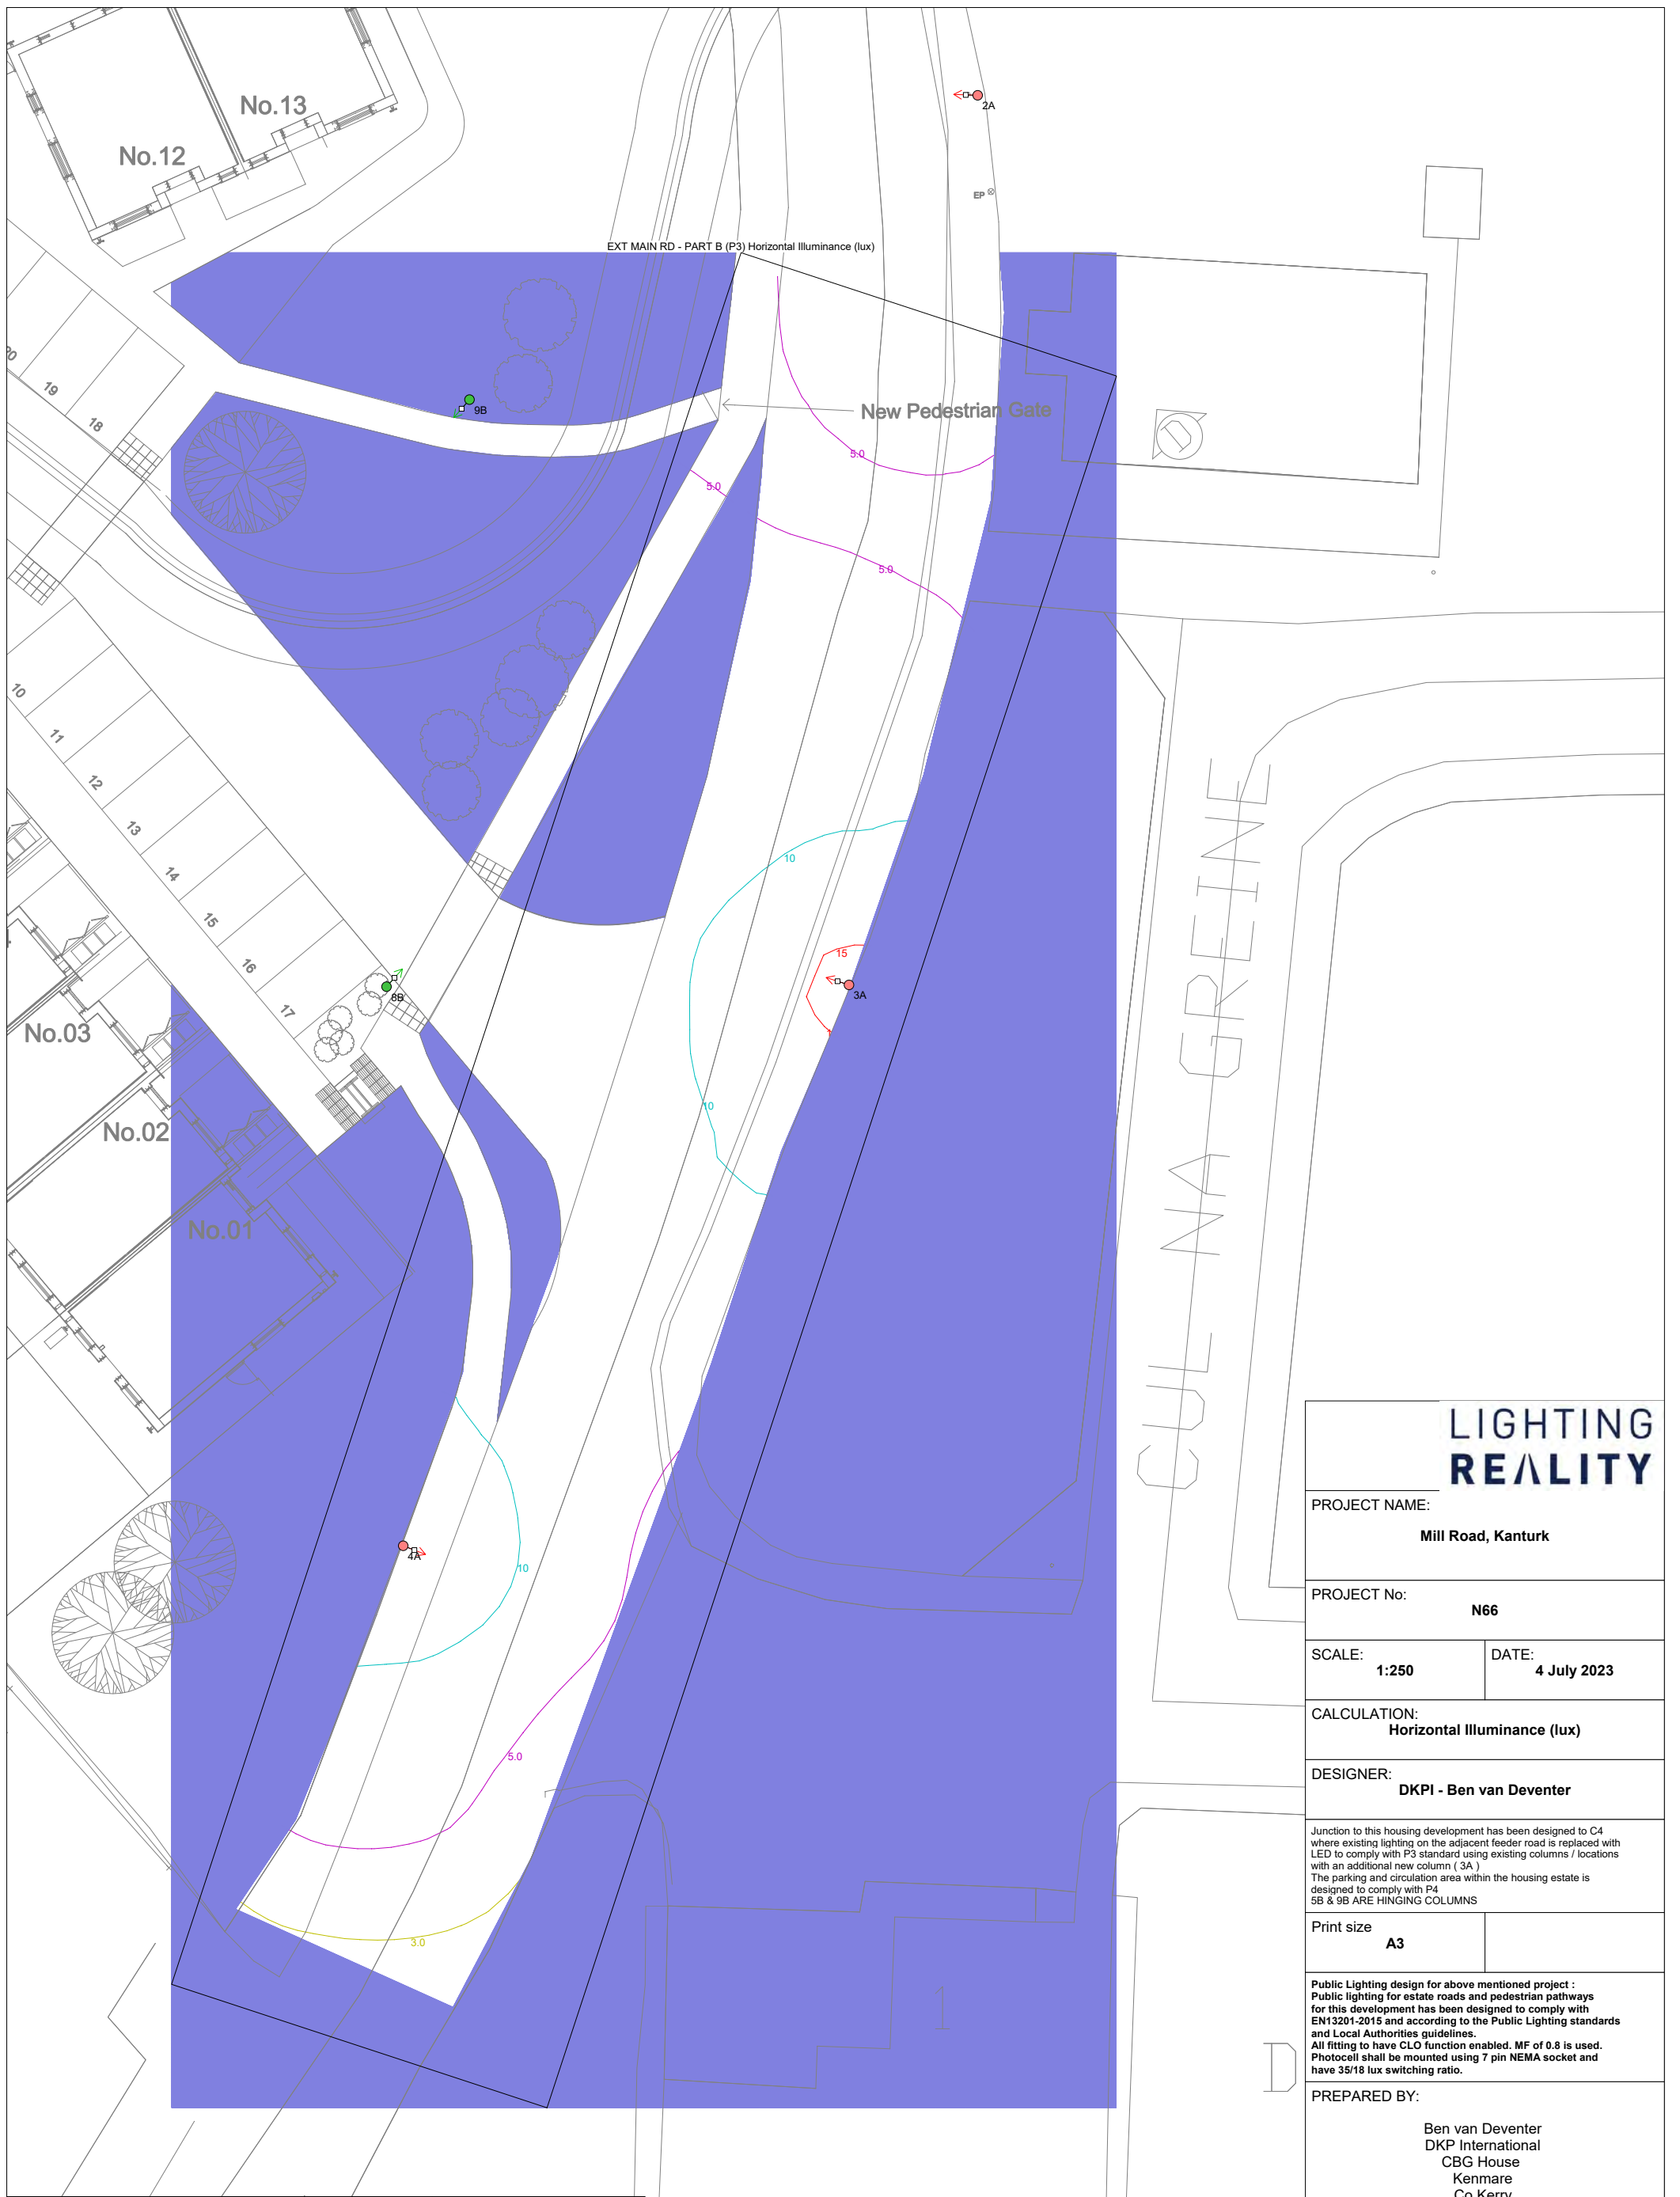 No.13
No.12
2A
EP
EXT MAIN RD - PART B (P3) Horizontal Illuminance (lux)
20
19
18
9B
New Pedestrian Gate
5.0
5.0
5.0
10
11
12
13
14
15
16
17
10
15
3A
8B
10
No.03
No.02
No.01
CUL NA GREINE
4A
10
5.0
3.0
1
D
LIGHTING
REALITY
PROJECT NAME:
Mill Road, Kanturk
PROJECT No:
N66
SCALE:
1:250
DATE:
4 July 2023
CALCULATION:
Horizontal Illuminance (lux)
DESIGNER:
DKPI - Ben van Deventer
Junction to this housing development has been designed to C4
where existing lighting on the adjacent feeder road is replaced with
LED to comply with P3 standard using existing columns / locations
with an additional new column ( 3A )
The parking and circulation area within the housing estate is
designed to comply with P4
5B & 9B ARE HINGING COLUMNS
Print size
A3
Public Lighting design for above mentioned project :
Public lighting for estate roads and pedestrian pathways
for this development has been designed to comply with
EN13201-2015 and according to the Public Lighting standards
and Local Authorities guidelines.
All fitting to have CLO function enabled. MF of 0.8 is used.
Photocell shall be mounted using 7 pin NEMA socket and
have 35/18 lux switching ratio.
PREPARED BY:
Ben van Deventer
DKP International
CBG House
Kenmare
Co Kerry